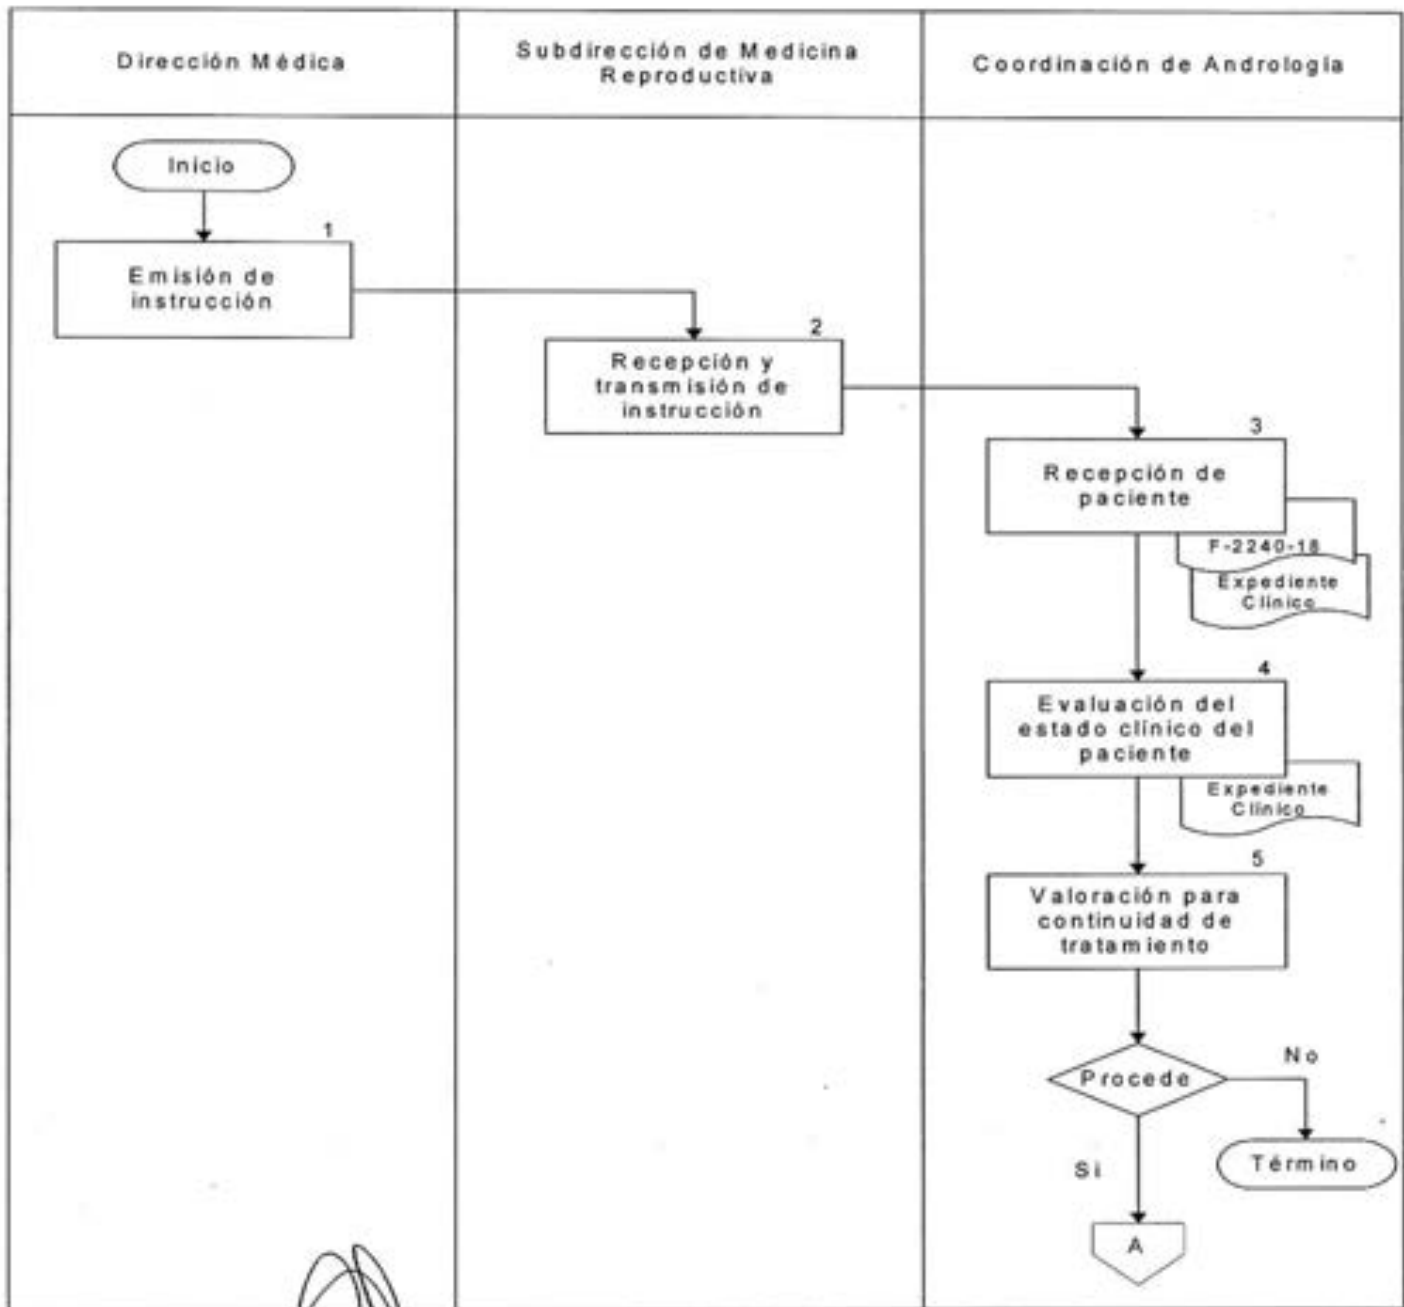 Dirección Médica
Subdirección de Medicina
Reproductiva
Coordinación de Andrología
Inicio
1
Emisión de
instrucción
2
Recepción y
transmisión de
instrucción
3
Recepción de
paciente
F-2240-18
Expediente
Clínico
4
Evaluación del
estado clínico del
paciente
Expediente
Clínico
5
Valoración para
continuidad de
tratamiento
Procede
No
Término
Si
A